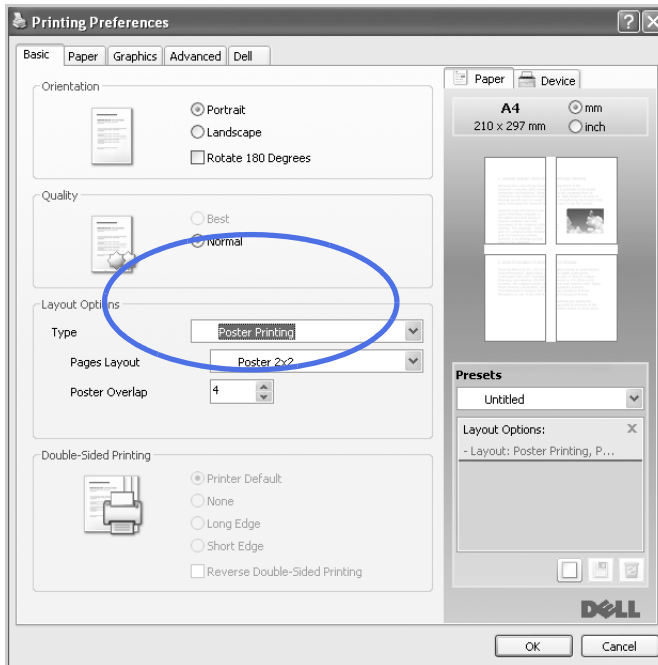 Printing Preferences
Basic Paper Graphics Advanced Dell
Orientation
Portrait
Landscape
Rotate 180 Degrees
Quality
Best
Normal
Layout Options
Type Poster Printing
Pages Layout Poster 2x2
Poster Overlap 4
Double-Sided Printing
Printer Default
None
Long Edge
Short Edge
Reverse Double-Sided Printing
Paper Device
A4 mm
210 x 297 mm inch
Presets
Untitled
Layout Options: X
- Layout: Poster Printing, P...
DELL
OK Cancel